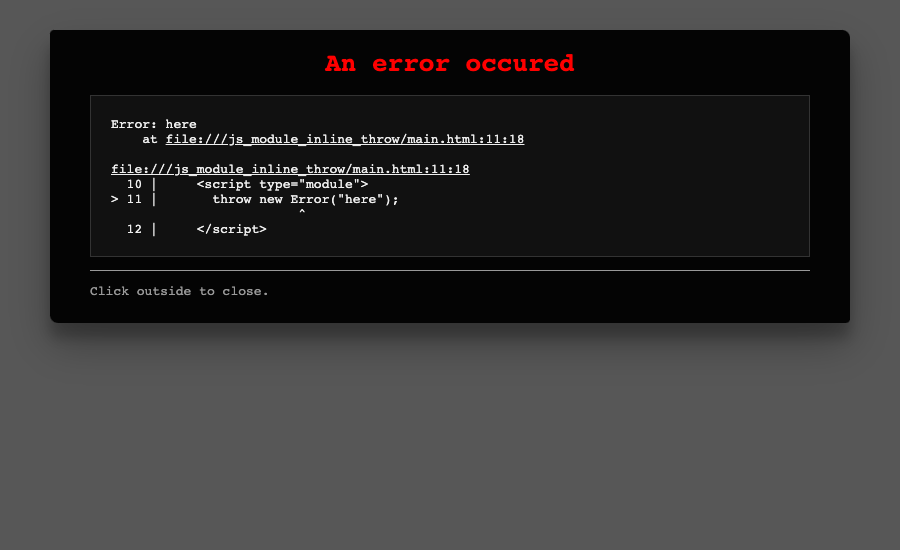 An error occured
Error: here
    at file:///js_module_inline_throw/main.html:11:18
file:///js_module_inline_throw/main.html:11:18
  10 |     <script type="module">
> 11 |       throw new Error("here");
                        ^
  12 |     </script>
Click outside to close.